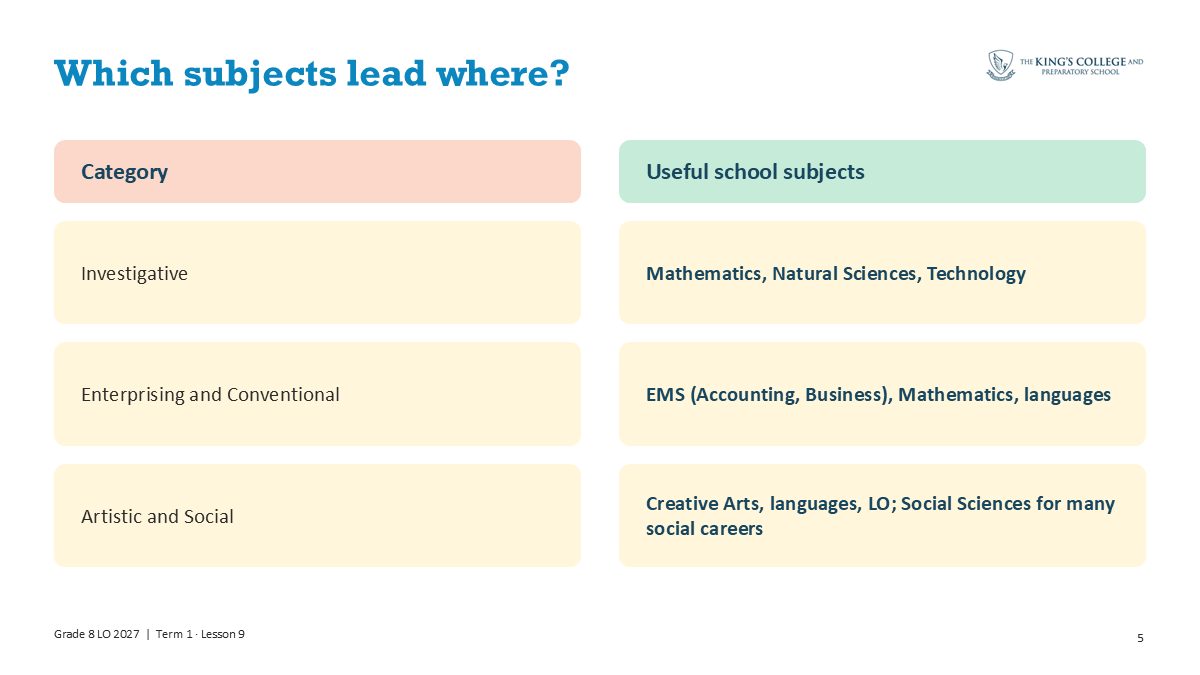 Which subjects lead where?
THE KING'S COLLEGE AND
PREPARATORY SCHOOL
Category
Useful school subjects
Investigative
Mathematics, Natural Sciences, Technology
Enterprising and Conventional
EMS (Accounting, Business), Mathematics, languages
Artistic and Social
Creative Arts, languages, LO; Social Sciences for many
social careers
Grade 8 LO 2027 | Term 1 · Lesson 9
5